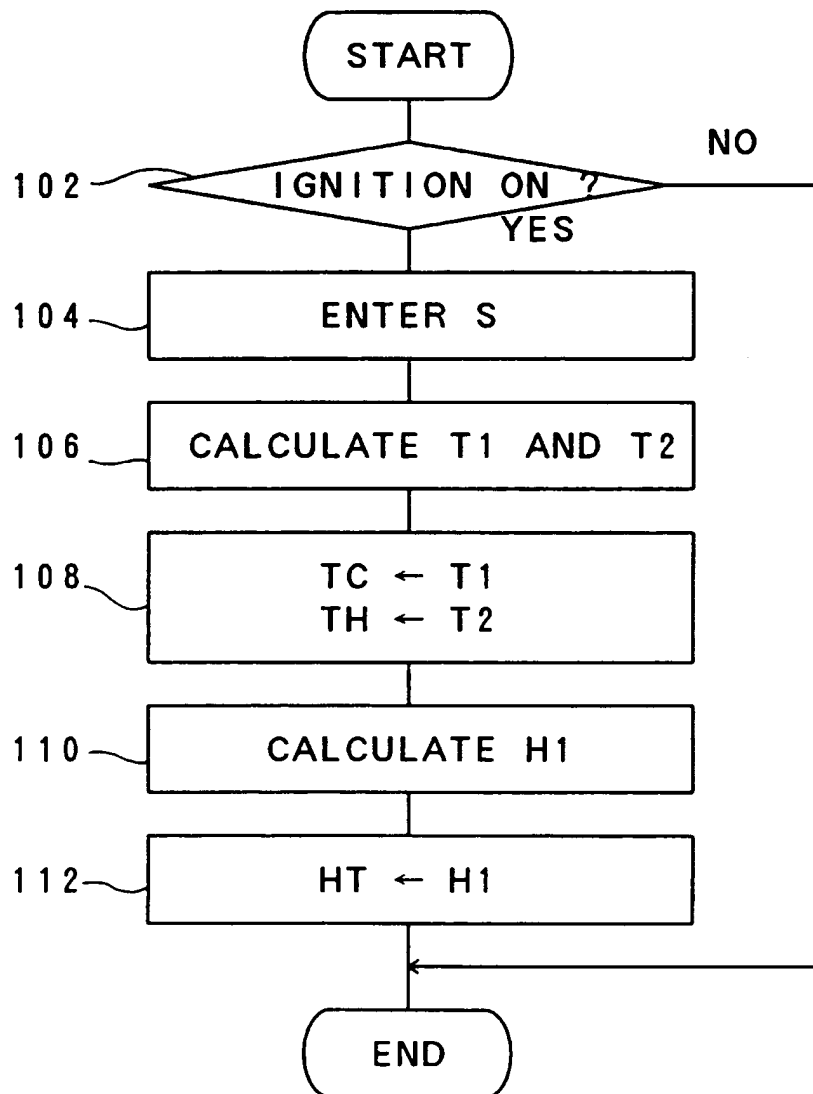 START
NO
102
IGNITION ON ?
YES
104
ENTER S
106
CALCULATE T1 AND T2
108
TC ← T1
TH ← T2
110
CALCULATE H1
112
HT ← H1
END